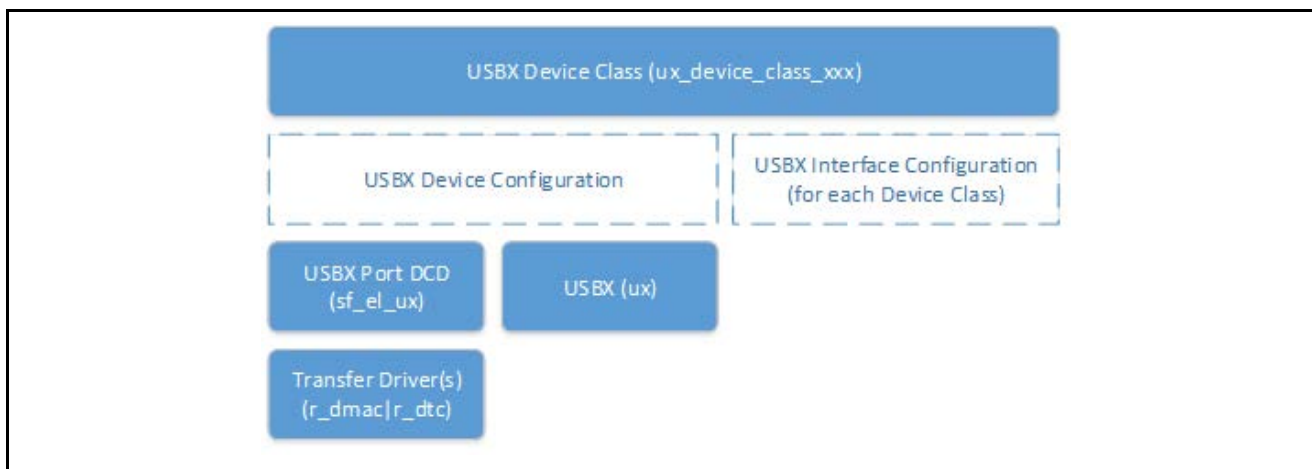 USBX Device Class (ux_device_class_xxx)
USBX Device Configuration
USBX Interface Configuration
(for each Device Class)
USBX Port DCD
(sf_el_ux)
USBX (ux)
Transfer Driver(s)
(r_dmac|r_dtc)